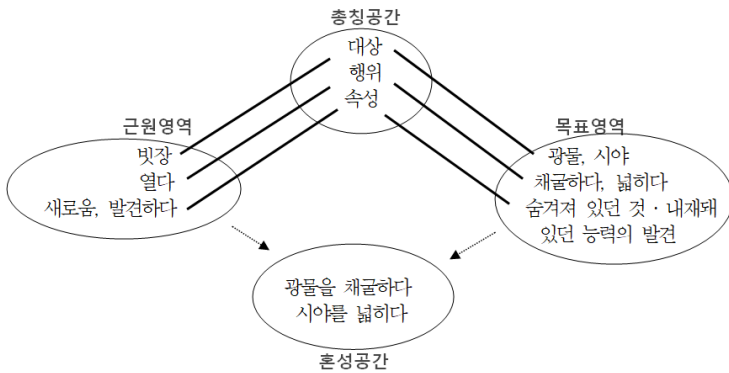 총칭공간
대상
행위
속성
근원영역
빗장
열다
새로움, 발견하다
목표영역
광물, 시야
채굴하다, 넓히다
숨겨져 있던 것 · 내재돼
있던 능력의 발견
광물을 채굴하다
시야를 넓히다
혼성공간